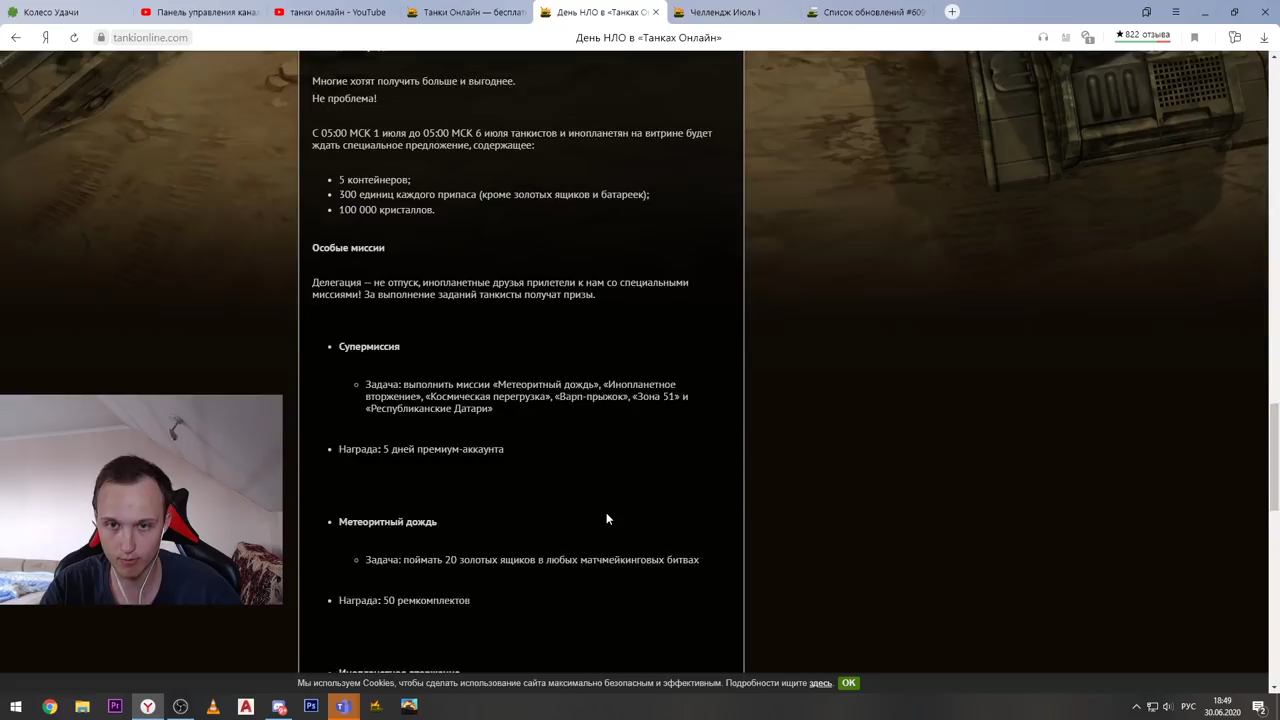 Колесо Удачи
Панель управления канал
Танки Онлайн — бесплат
День НЛО в «Танках О
Челлендж Июль I
Список обновлений #609
tankionline.com
День НЛО в «Танках Онлайн»
★822 отзыва
Многие хотят получить больше и выгоднее.
Не проблема!
С 05:00 МСК 1 июля до 05:00 МСК 6 июля танкистов и инопланетян на витрине будет
ждать специальное предложение, содержащее:
• 5 контейнеров;
• 300 единиц каждого припаса (кроме золотых ящиков и батареек);
• 100 000 кристаллов.
Особые миссии
Делегация — не отпуск, инопланетные друзья прилетели к нам со специальными
миссиями! За выполнение заданий танкисты получат призы.
• Супермиссия
Задача: выполнить миссии «Метеоритный дождь», «Инопланетное
вторжение», «Космическая перегрузка», «Варп-прыжок», «Зона 51» и
«Республиканские Датари»
• Награда: 5 дней премиум-аккаунта
• Метеоритный дождь
Задача: поймать 20 золотых ящиков в любых матчмейкинговых битвах
• Награда: 50 ремкомплектов
Мы используем Cookies, чтобы сделать использование сайта максимально безопасным и эффективным. Подробности ищите здесь OK
18:49
РУС
30.06.2020